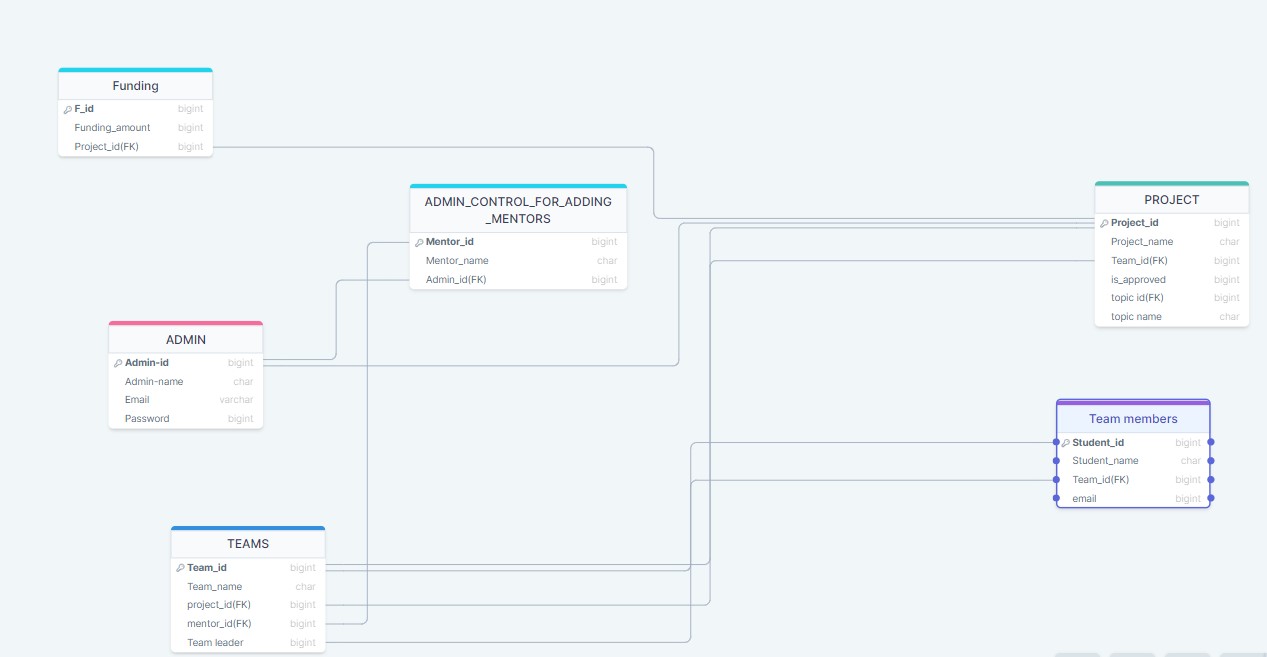 Funding
F_id bigint
Funding_amount bigint
Project_id(FK) bigint
ADMIN_CONTROL_FOR_ADDING
_MENTORS
Mentor_id bigint
Mentor_name char
Admin_id(FK) bigint
PROJECT
Project_id bigint
Project_name char
Team_id(FK) bigint
is_approved bigint
topic id(FK) bigint
topic name char
ADMIN
Admin-id bigint
Admin-name char
Email varchar
Password bigint
Team members
Student_id bigint
Student_name char
Team_id(FK) bigint
email bigint
TEAMS
Team_id bigint
Team_name char
project_id(FK) bigint
mentor_id(FK) bigint
Team leader bigint